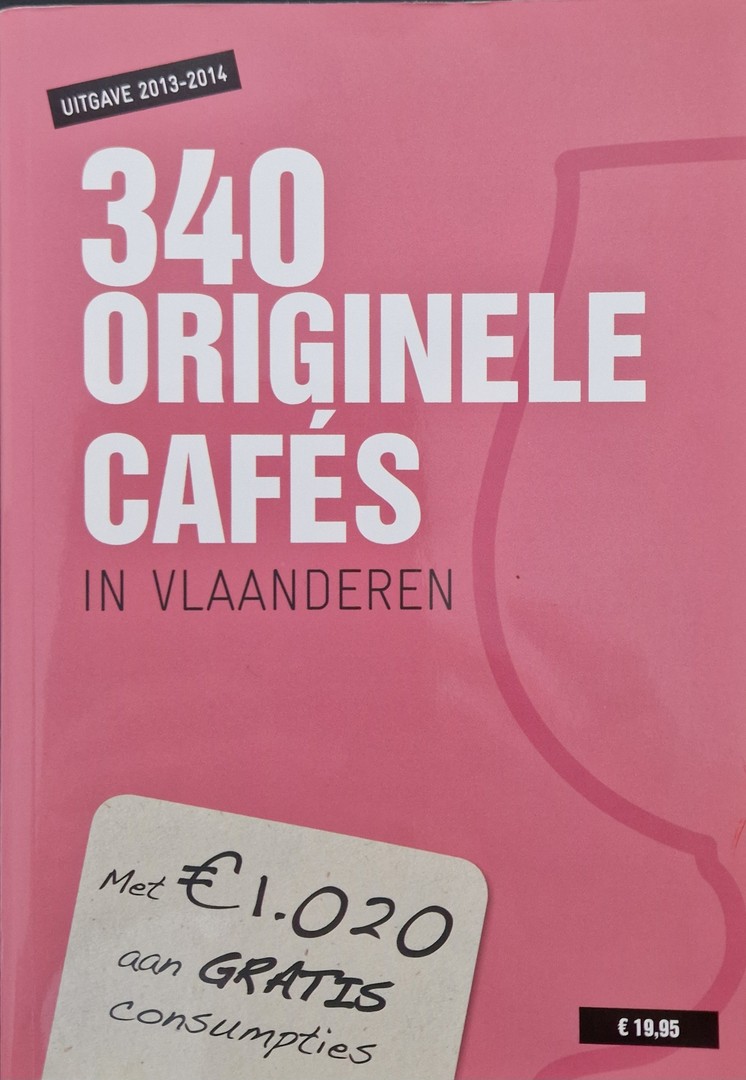 UITGAVE 2013-2014
340
ORIGINELE
CAFÉS
IN VLAANDEREN
Met €1.020
aan GRATIS
consumpties
€ 19,95